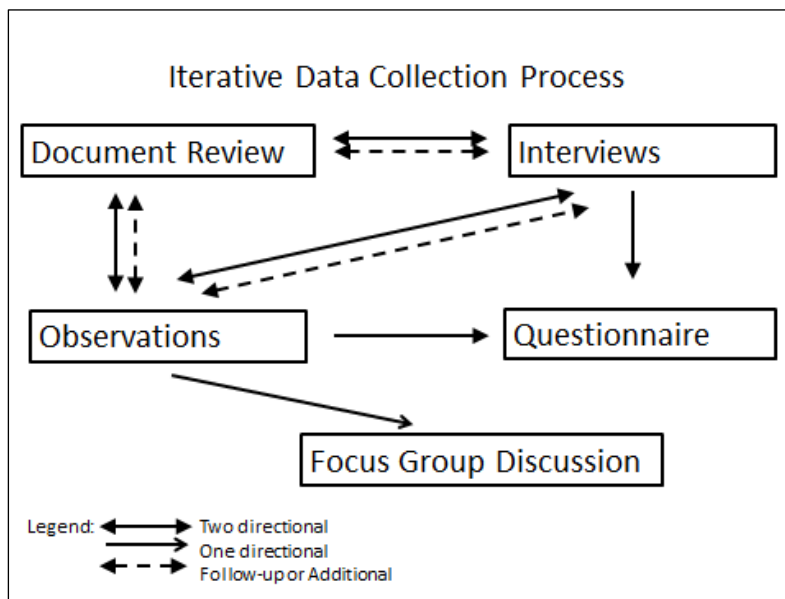 Iterative Data Collection Process
Document Review
Interviews
Observations
Questionnaire
Focus Group Discussion
Legend:
Two directional
One directional
Follow-up or Additional